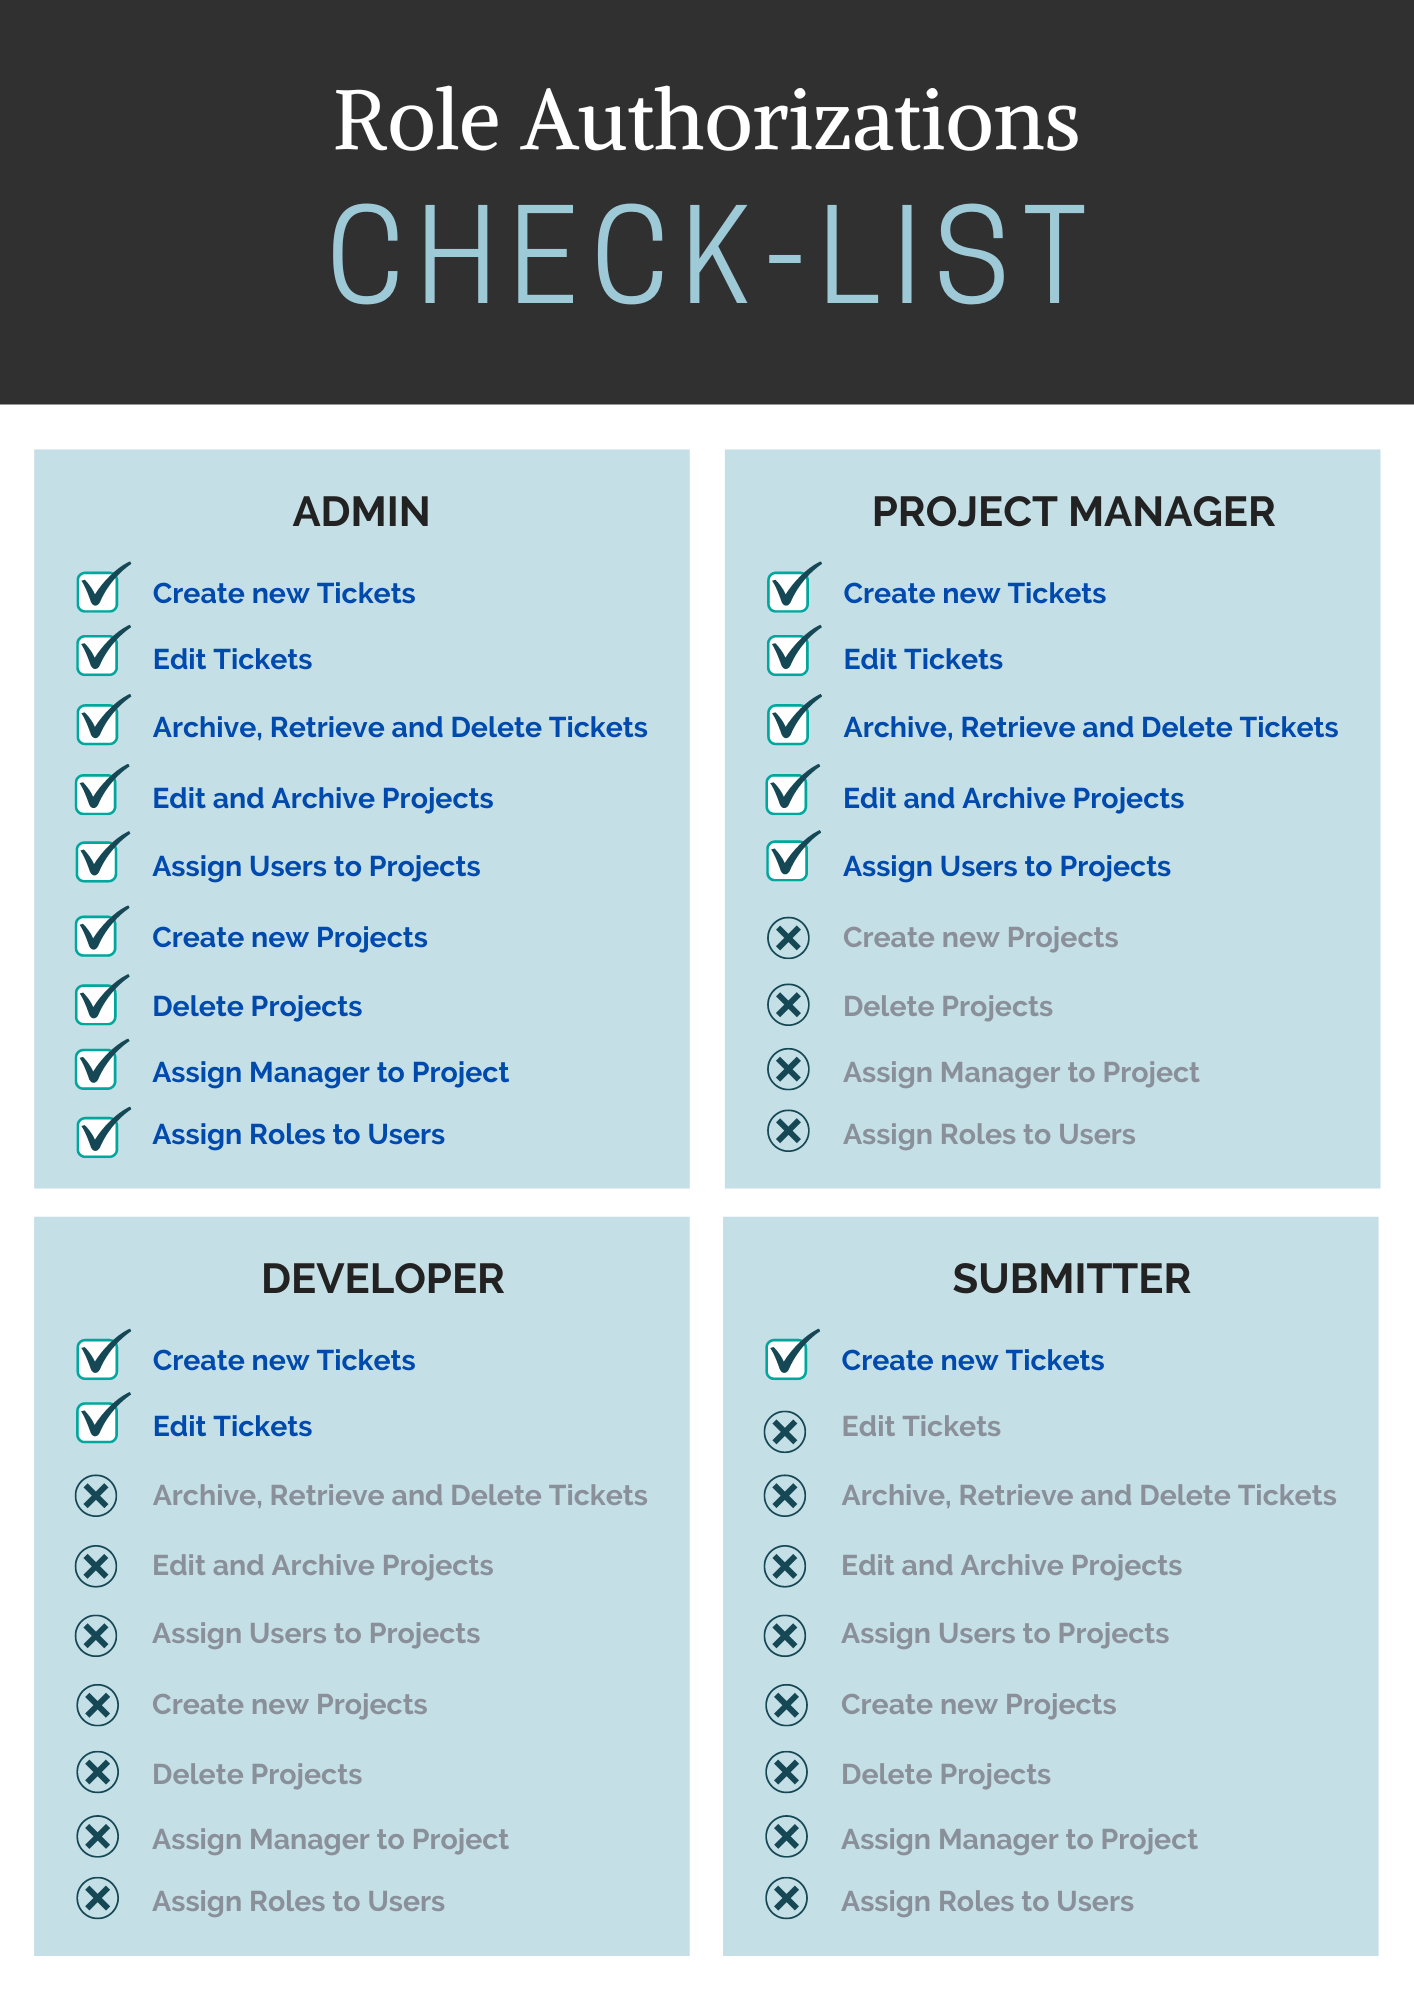 Role Authorizations
CHECK-LIST
ADMIN
Create new Tickets
Edit Tickets
Archive, Retrieve and Delete Tickets
Edit and Archive Projects
Assign Users to Projects
Create new Projects
Delete Projects
Assign Manager to Project
Assign Roles to Users
PROJECT MANAGER
Create new Tickets
Edit Tickets
Archive, Retrieve and Delete Tickets
Edit and Archive Projects
Assign Users to Projects
Create new Projects
Delete Projects
Assign Manager to Project
Assign Roles to Users
DEVELOPER
Create new Tickets
Edit Tickets
Archive, Retrieve and Delete Tickets
Edit and Archive Projects
Assign Users to Projects
Create new Projects
Delete Projects
Assign Manager to Project
Assign Roles to Users
SUBMITTER
Create new Tickets
Edit Tickets
Archive, Retrieve and Delete Tickets
Edit and Archive Projects
Assign Users to Projects
Create new Projects
Delete Projects
Assign Manager to Project
Assign Roles to Users